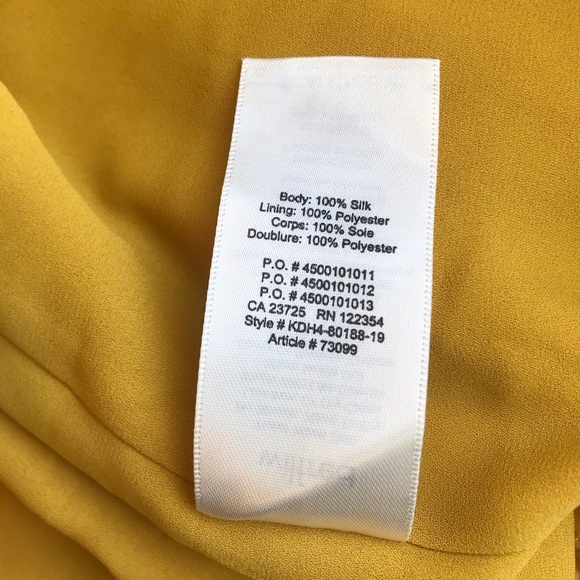 Body: 100% Silk
Lining: 100% Polyester
Corps: 100% Soie
Doublure: 100% Polyester
P.O. # 4500101011
P.O. # 4500101012
P.O. # 4500101013
CA 23725 RN 122354
Style # KDH4-80188-19
Article # 73099